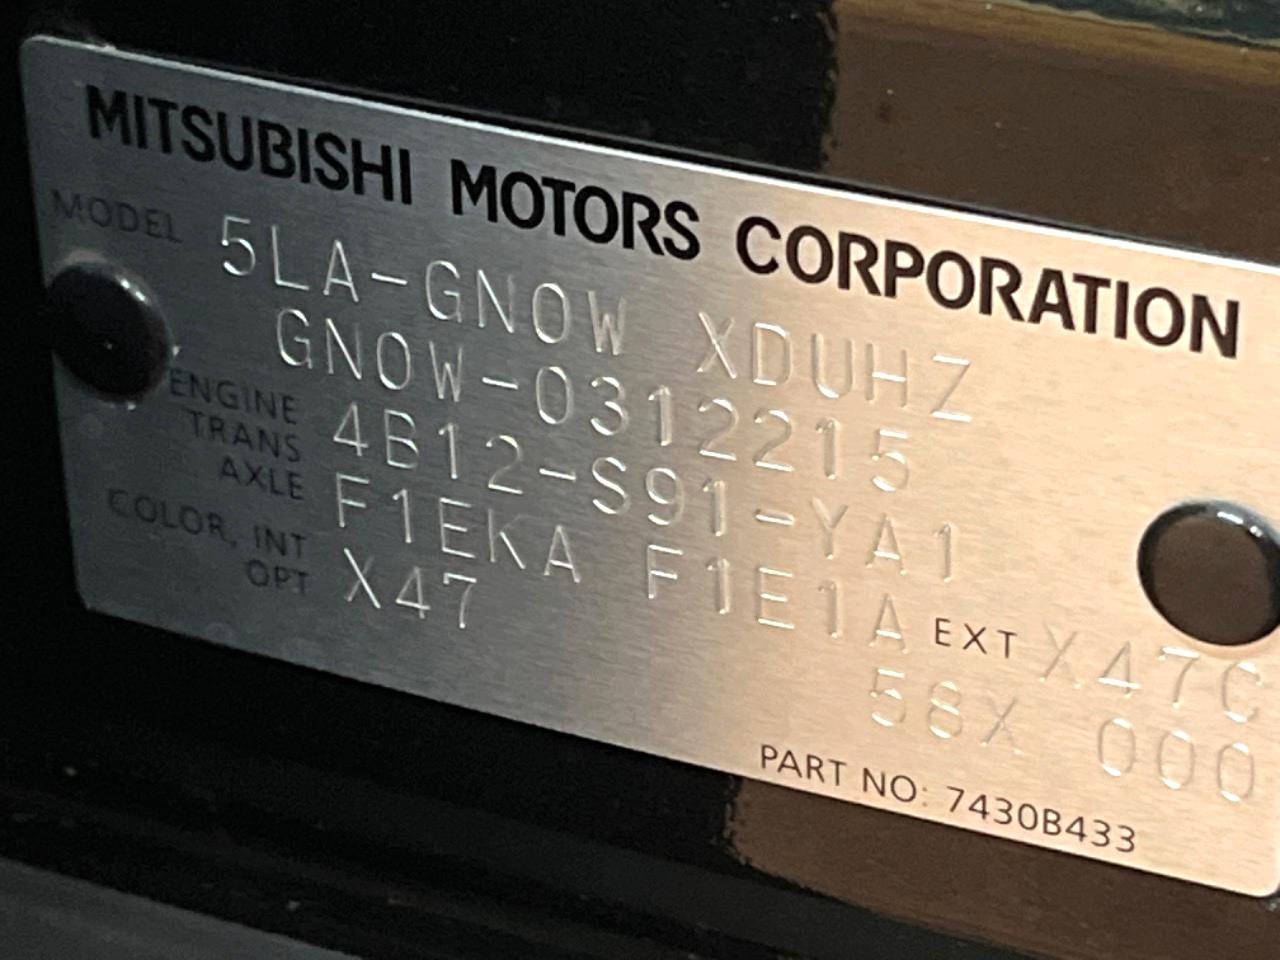 MITSUBISHI MOTORS CORPORATION
MODEL 5LA-GN0W XDUHZ
GN0W-0312215
ENGINE 4B12-S91-YA1
TRANS AXLE F1EKA F1E1A
COLOR, INT X47 EXT X47C
OPT 58X 000
PART NO: 7430B433